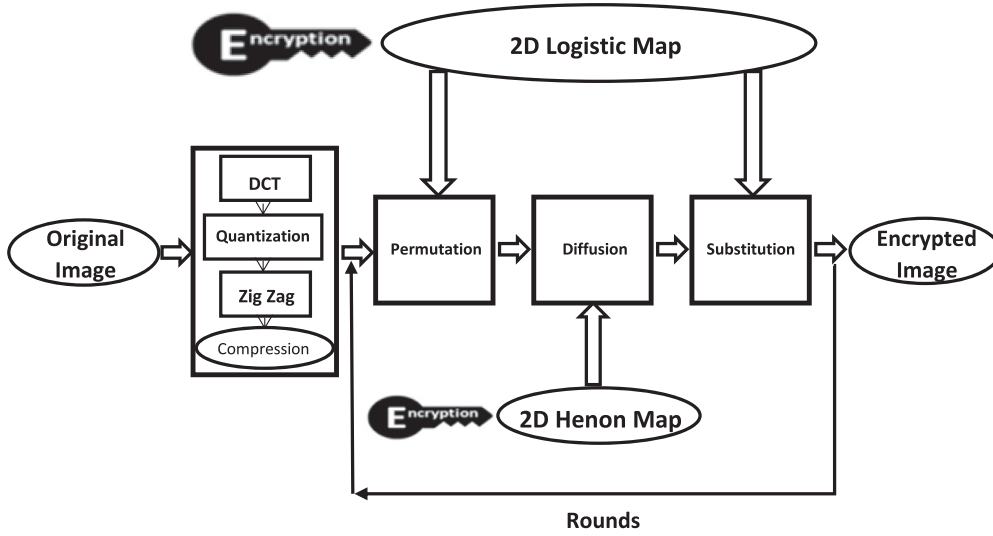 Encryption
2D Logistic Map
DCT
Quantization
Zig Zag
Compression
Original
Image
Permutation
Diffusion
Substitution
Encrypted
Image
Encryption
2D Henon Map
Rounds